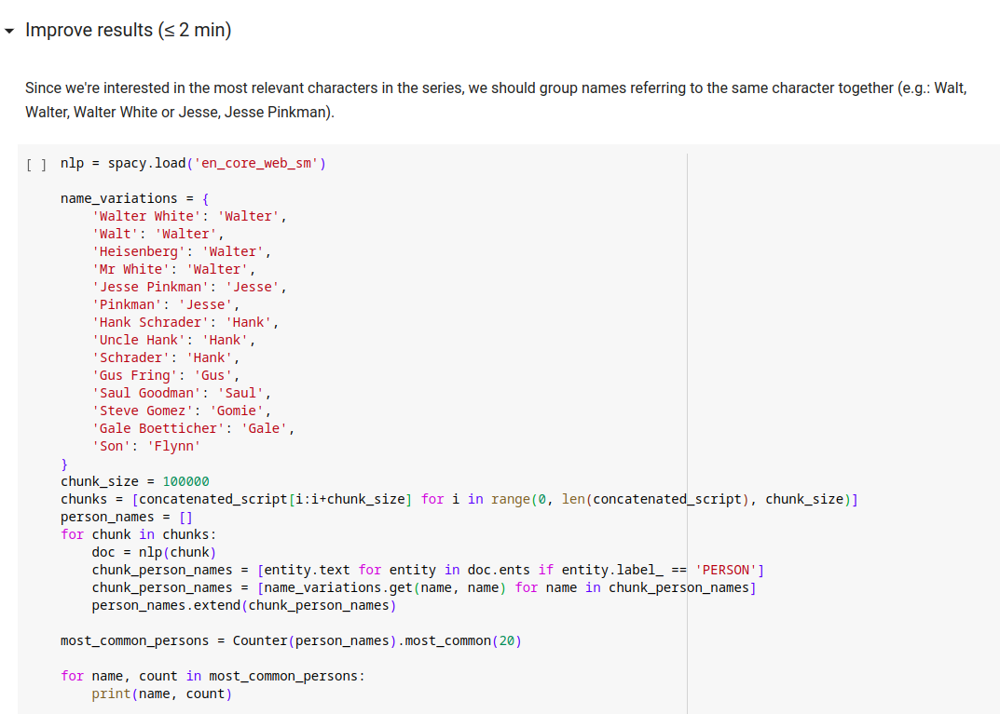 Improve results (≤ 2 min)
Since we're interested in the most relevant characters in the series, we should group names referring to the same character together (e.g.: Walt,
Walter, Walter White or Jesse, Jesse Pinkman).
[ ] nlp = spacy.load('en_core_web_sm')
name_variations = {
    'Walter White': 'Walter',
    'Walt': 'Walter',
    'Heisenberg': 'Walter',
    'Mr White': 'Walter',
    'Jesse Pinkman': 'Jesse',
    'Pinkman': 'Jesse',
    'Hank Schrader': 'Hank',
    'Uncle Hank': 'Hank',
    'Schrader': 'Hank',
    'Gus Fring': 'Gus',
    'Saul Goodman': 'Saul',
    'Steve Gomez': 'Gomie',
    'Gale Boetticher': 'Gale',
    'Son': 'Flynn'
}
chunk_size = 100000
chunks = [concatenated_script[i:i+chunk_size] for i in range(0, len(concatenated_script), chunk_size)]
person_names = []
for chunk in chunks:
    doc = nlp(chunk)
    chunk_person_names = [entity.text for entity in doc.ents if entity.label_ == 'PERSON']
    chunk_person_names = [name_variations.get(name, name) for name in chunk_person_names]
    person_names.extend(chunk_person_names)
most_common_persons = Counter(person_names).most_common(20)
for name, count in most_common_persons:
    print(name, count)